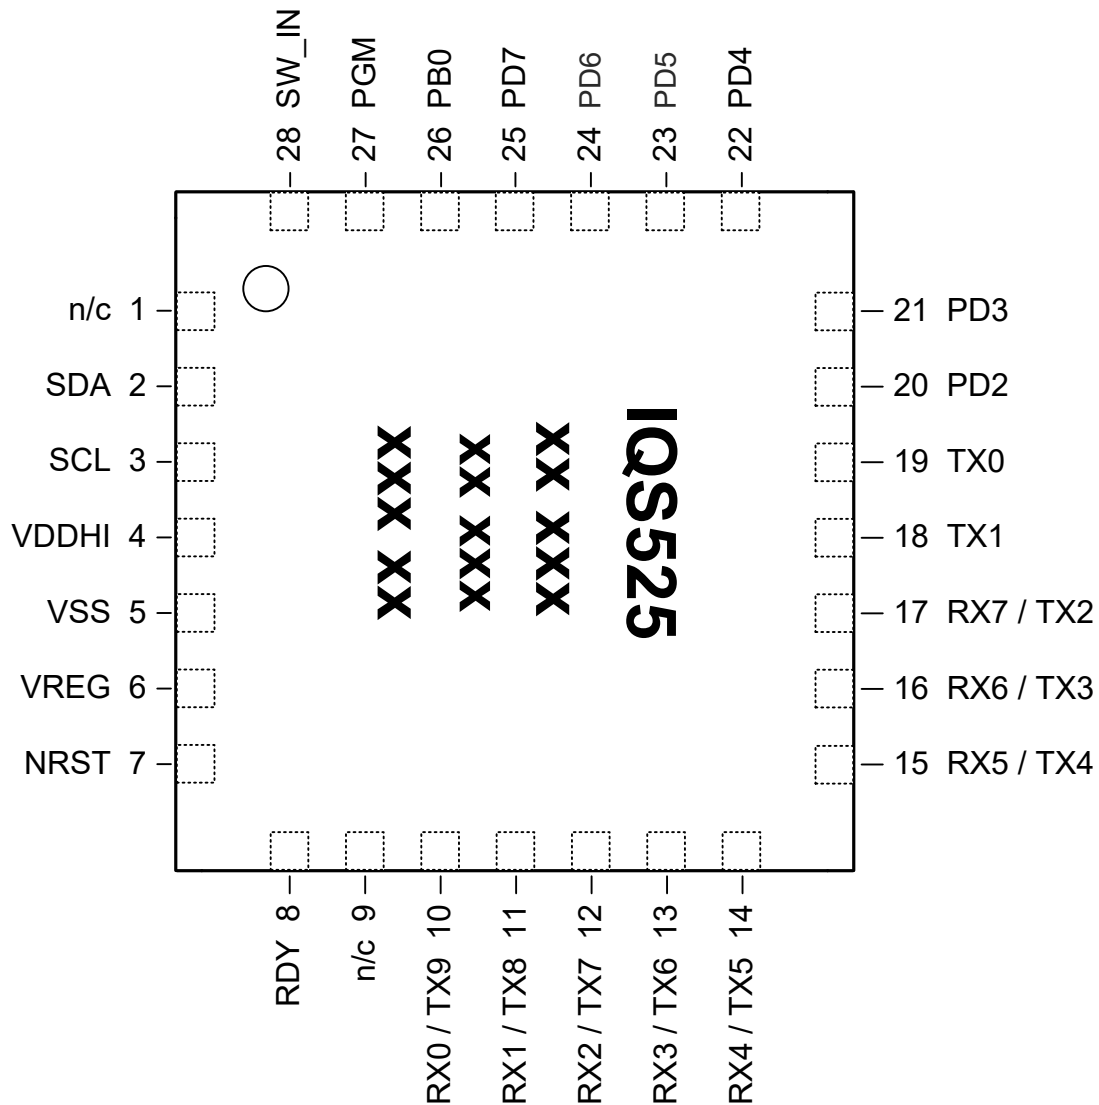 28 SW_IN
27 PGM
26 PB0
25 PD7
24 PD6
23 PD5
22 PD4
n/c 1
SDA 2
SCL 3
VDDHI 4
VSS 5
VREG 6
NRST 7
IQS525
xx xxx xx
xxx xx
xx xxx
21 PD3
20 PD2
19 TX0
18 TX1
17 RX7 / TX2
16 RX6 / TX3
15 RX5 / TX4
RDY 8
n/c 9
RX0 / TX9 10
RX1 / TX8 11
RX2 / TX7 12
RX3 / TX6 13
RX4 / TX5 14